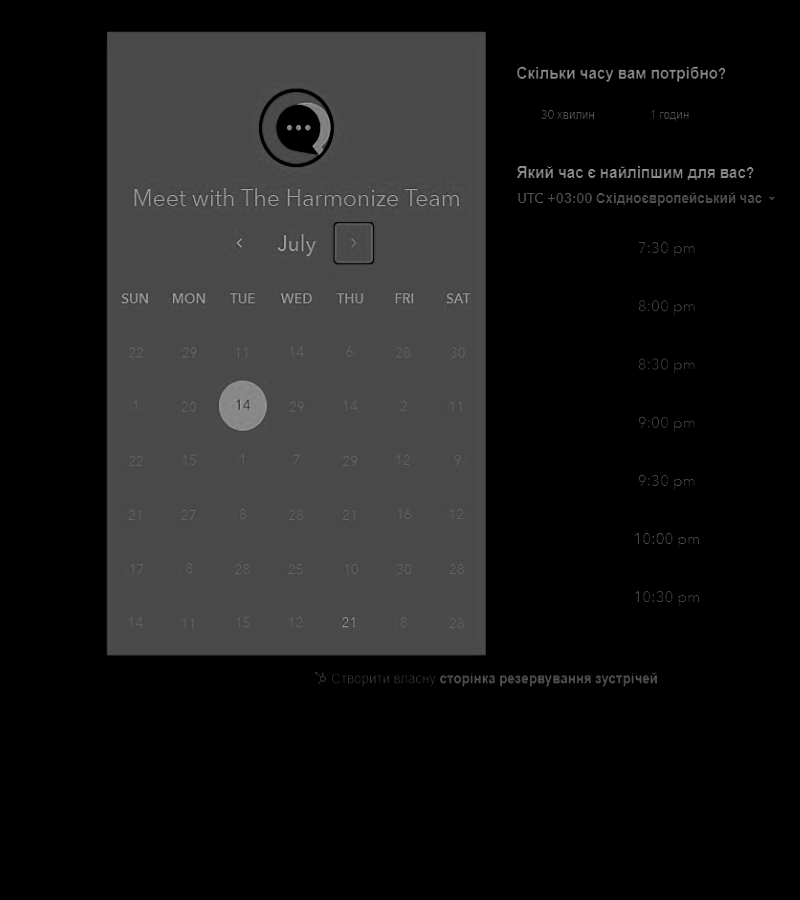 Meet with The Harmonize Team
July
SUN MON TUE WED THU FRI SAT
22 29 11 14 6 28 30
1 20 14 29 14 2 11
22 15 1 7 29 12 9
21 27 8 28 21 16 12
17 8 28 25 10 30 28
14 11 15 12 21 8 28
Скільки часу вам потрібно?
30 хвилин 1 годин
Який час є найліпшим для вас?
UTC +03:00 Східноєвропейський час
7:30 pm
8:00 pm
8:30 pm
9:00 pm
9:30 pm
10:00 pm
10:30 pm
Створити власну сторінка резервування зустрічей